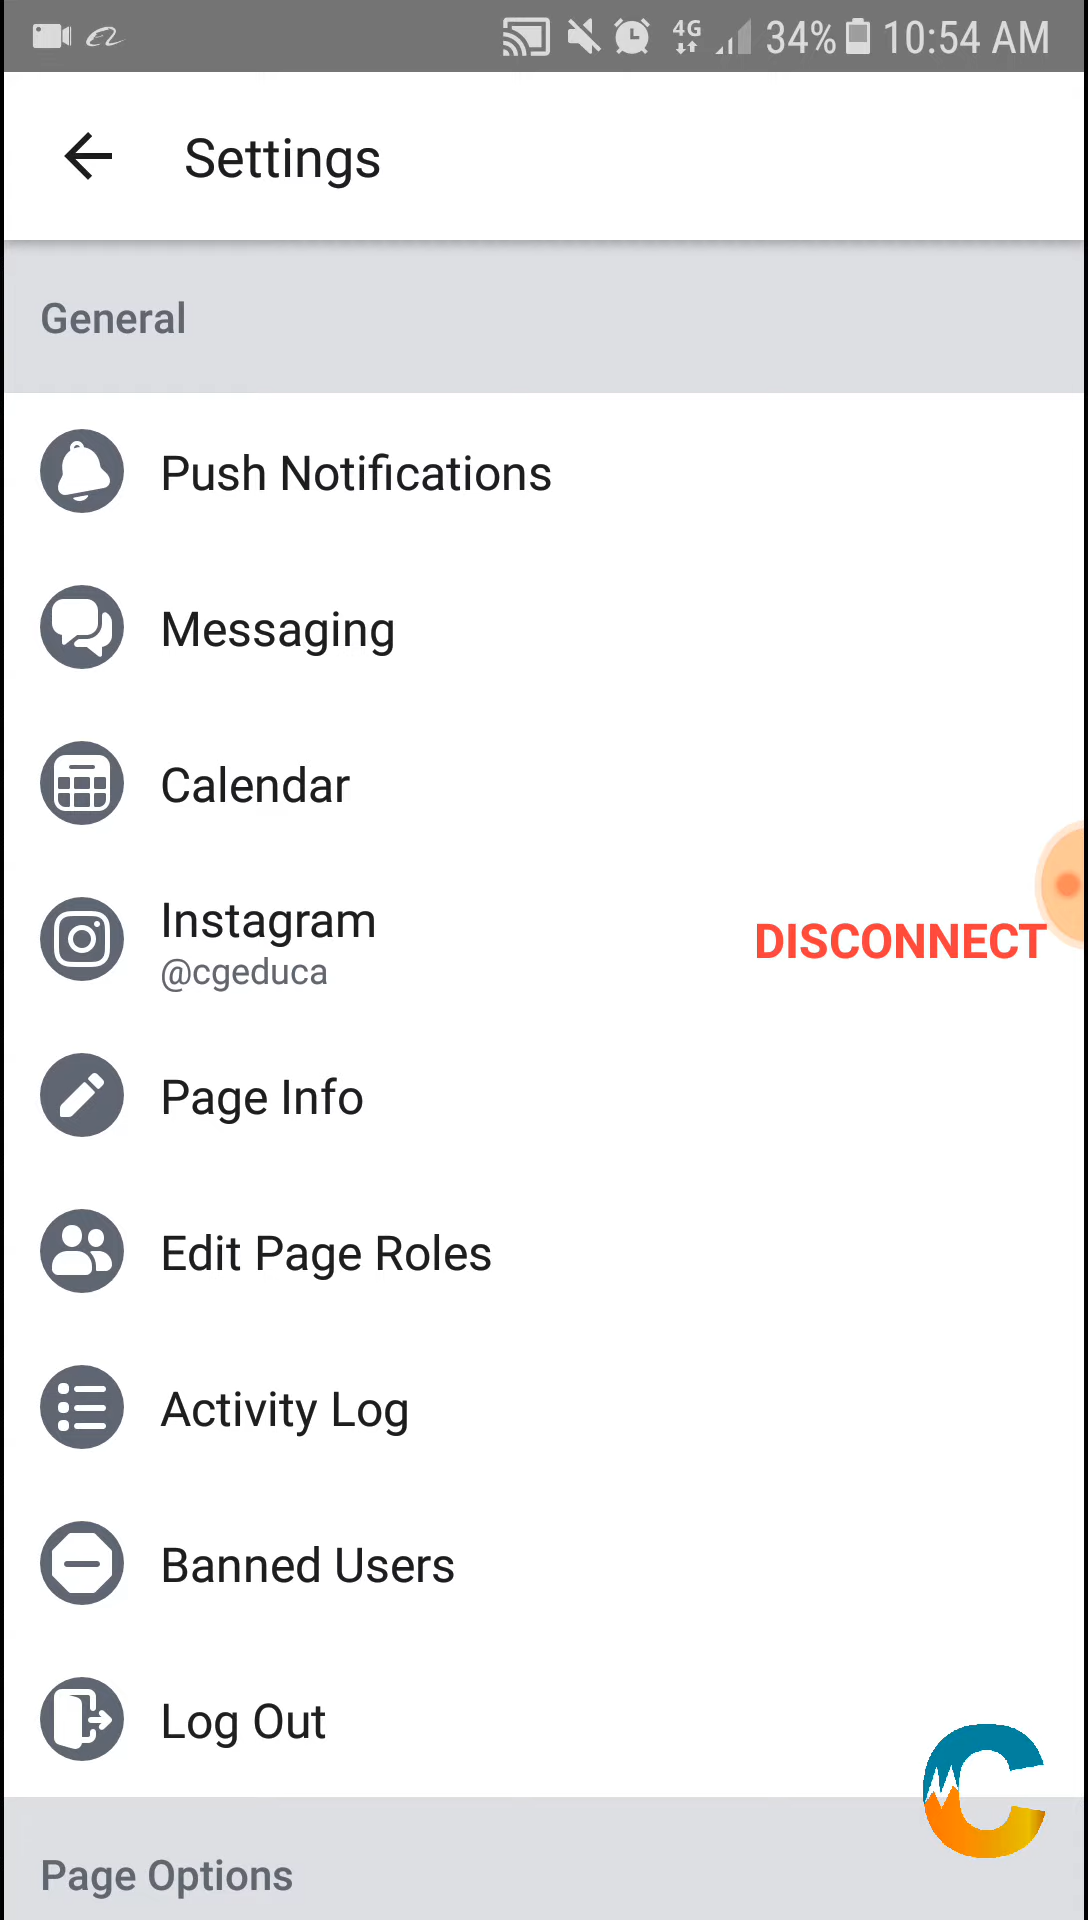 4G 34% 10:54 AM
Settings
General
Push Notifications
Messaging
Calendar
Instagram
@cgeduca
DISCONNECT
Page Info
Edit Page Roles
Activity Log
Banned Users
Log Out
C
Page Options